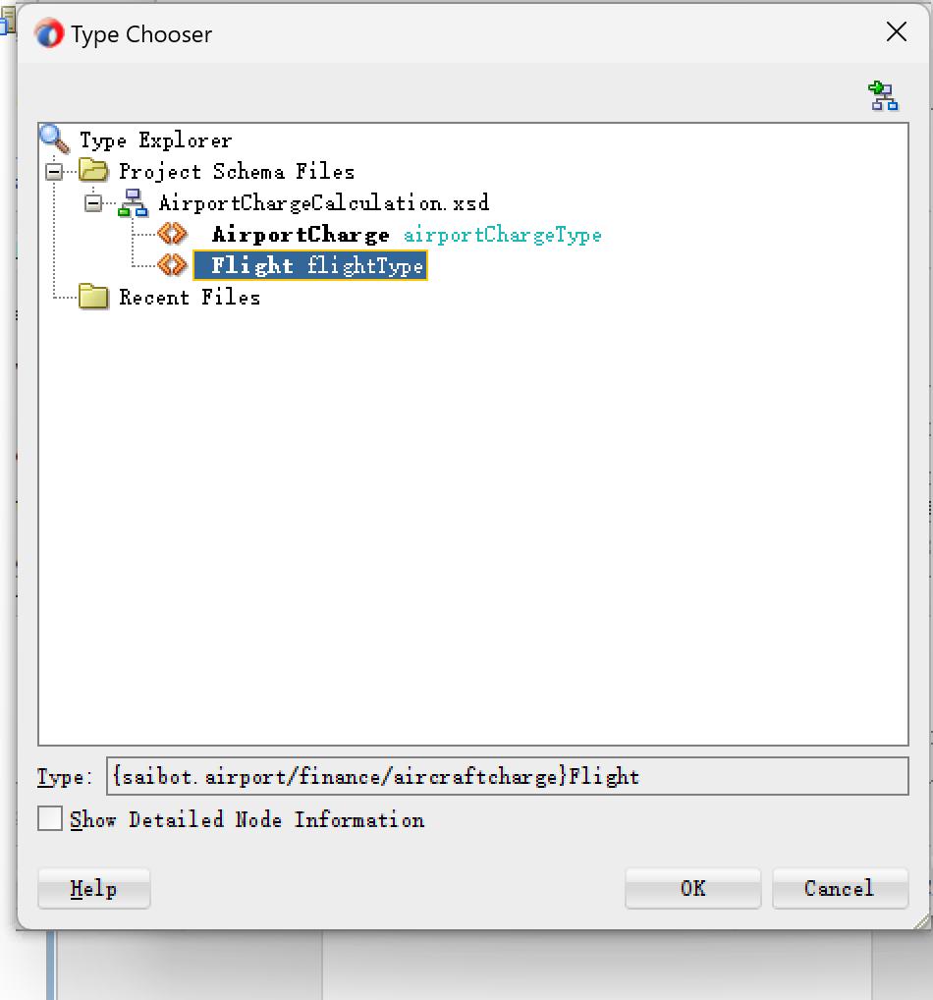 Type Chooser
Type Explorer
Project Schema Files
AirportChargeCalculation.xsd
AirportCharge airportChargeType
Flight flightType
Recent Files
Type: {saibot.airport/finance/aircraftcharge}Flight
Show Detailed Node Information
Help OK Cancel